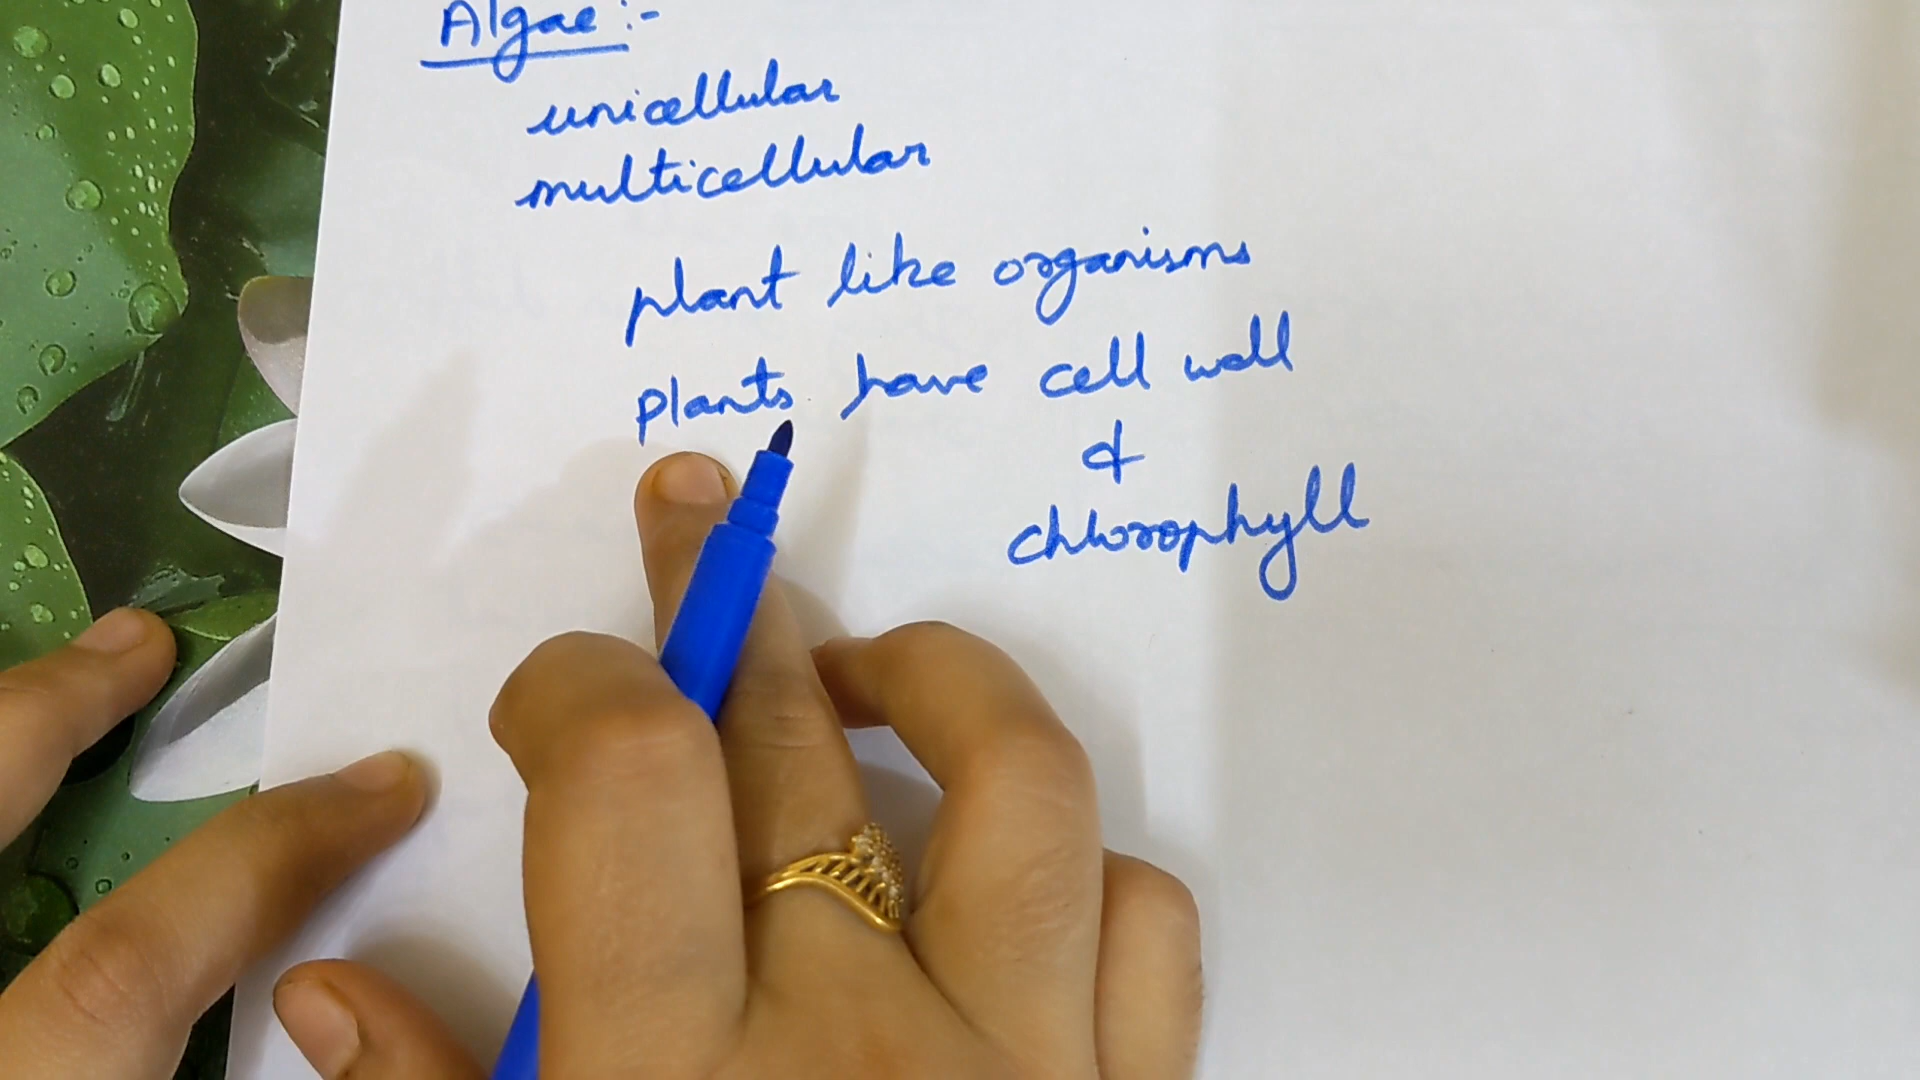 Algae :-
unicellular
multicellular
plant like organisms
plants have cell wall
&
chlorophyll